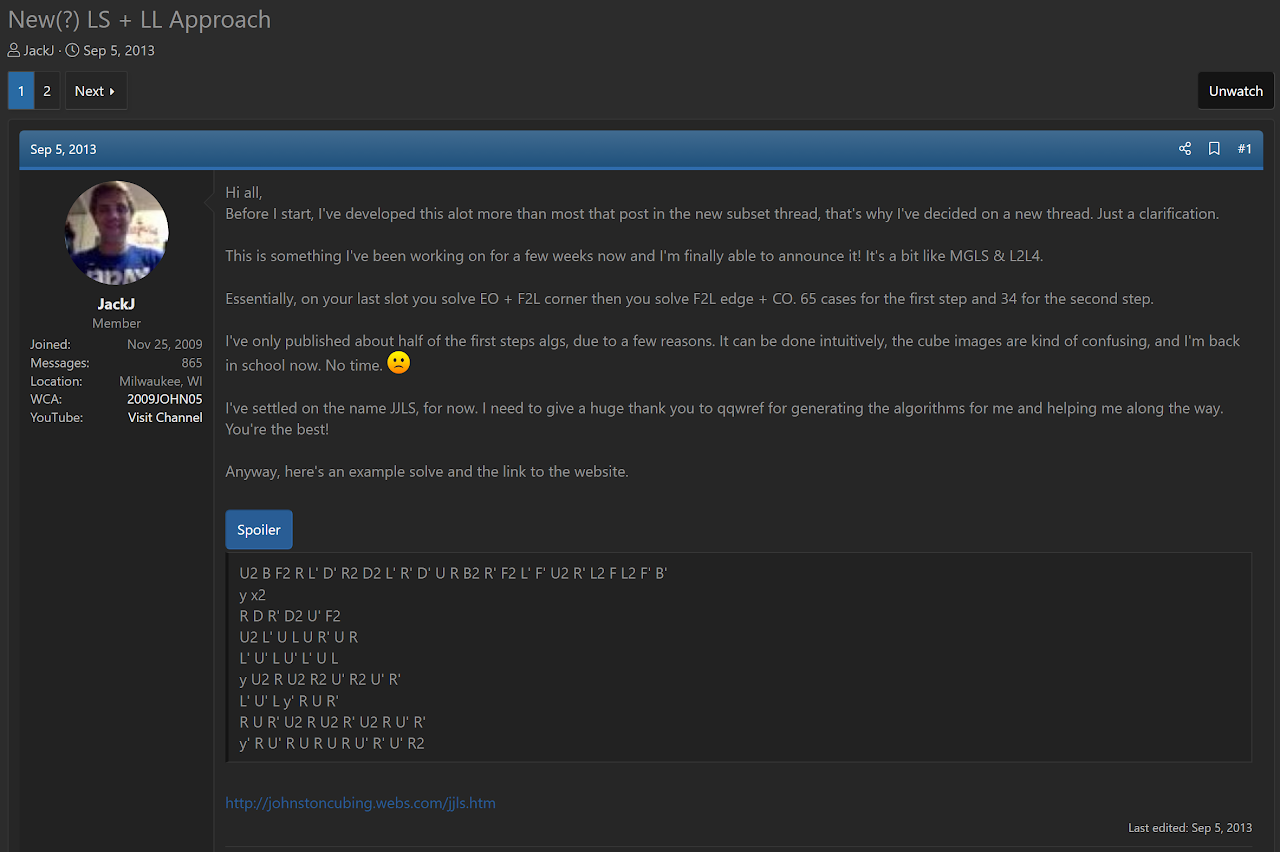 New(?) LS + LL Approach
JackJ · Sep 5, 2013
1 2 Next
Unwatch
Sep 5, 2013
#1
JackJ
Member
Joined: Nov 25, 2009
Messages: 865
Location: Milwaukee, WI
WCA: 2009JOHN05
YouTube: Visit Channel
Hi all,
Before I start, I've developed this alot more than most that post in the new subset thread, that's why I've decided on a new thread. Just a clarification.
This is something I've been working on for a few weeks now and I'm finally able to announce it! It's a bit like MGLS & L2L4.
Essentially, on your last slot you solve EO + F2L corner then you solve F2L edge + CO. 65 cases for the first step and 34 for the second step.
I've only published about half of the first steps algs, due to a few reasons. It can be done intuitively, the cube images are kind of confusing, and I'm back
in school now. No time.
I've settled on the name JJLS, for now. I need to give a huge thank you to qqwref for generating the algorithms for me and helping me along the way.
You're the best!
Anyway, here's an example solve and the link to the website.
Spoiler
U2 B F2 R L' D' R2 D2 L' R' D' U R B2 R' F2 L' F' U2 R' L2 F L2 F' B'
y x2
R D R' D2 U' F2
U2 L' U L U R' U R
L' U' L U' L' U L
y U2 R U2 R2 U' R2 U' R'
L' U' L y' R U R'
R U R' U2 R U2 R' U2 R U' R'
y' R U' R U R U R U' R' U' R2
http://johnstoncubing.webs.com/jjls.htm
Last edited: Sep 5, 2013